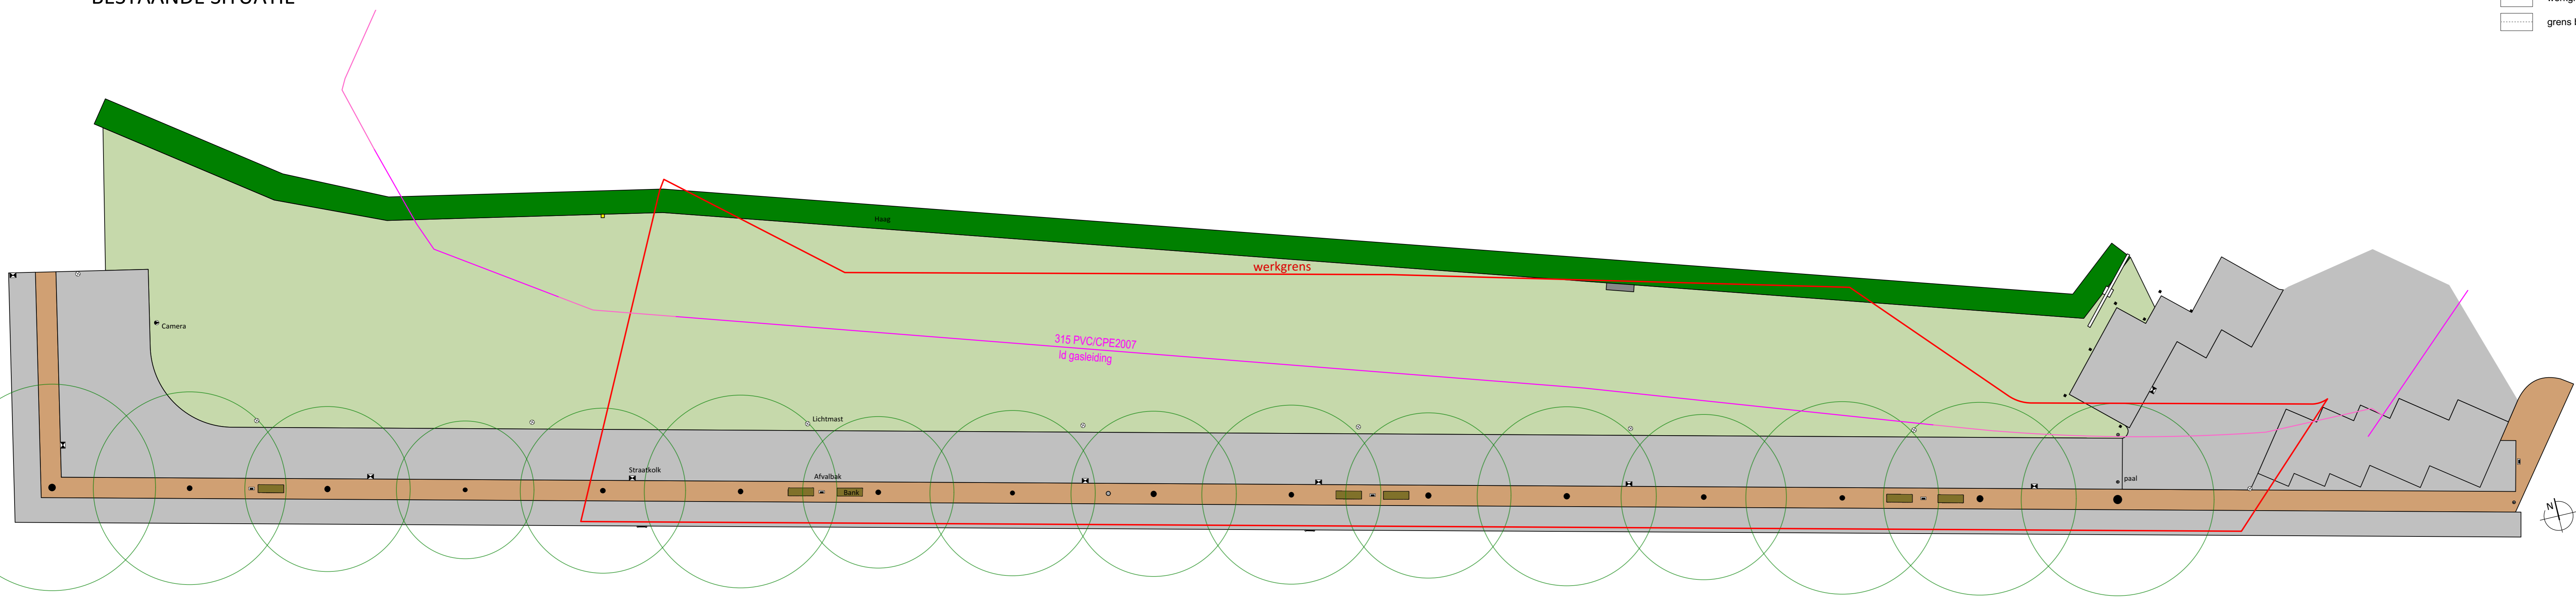 BESTAANDE SITUATIE
grens
Haag
werkgrens
Camera
315 PVC/CPE2007
ld gasleiding
Lichtmast
Straatkolk
Afvalbak
Bank
paal
N